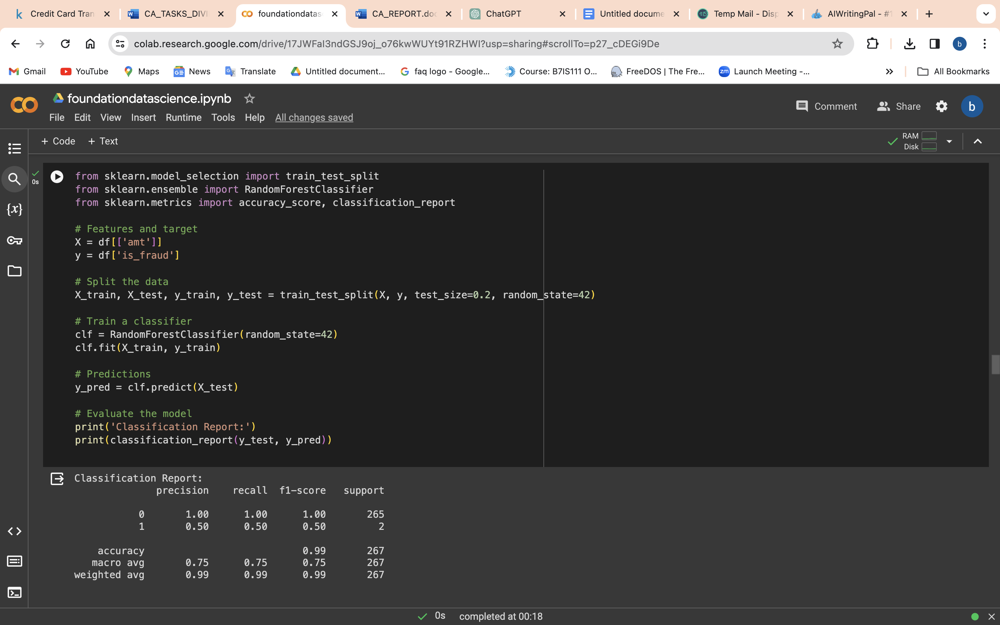 Credit Card Tran
CA_TASKS_DIVI
foundationdatas
CA_REPORT.doc
ChatGPT
Untitled docume
Temp Mail - Disp
AIWritingPal - #1
colab.research.google.com/drive/17JWFaI3ndGSJ9oj_o76kwWUYt91RZHWI?usp=sharing#scrollTo=p27_cDEGi9De
b
Gmail
YouTube
Maps
News
Translate
Untitled document...
faq logo - Google...
Course: B7IS111 O...
FreeDOS | The Fre...
zm Launch Meeting -...
All Bookmarks
foundationdatascience.ipynb
File Edit View Insert Runtime Tools Help All changes saved
Comment
Share
b
+ Code + Text
RAM
Disk
0s
{x}
from sklearn.model_selection import train_test_split
from sklearn.ensemble import RandomForestClassifier
from sklearn.metrics import accuracy_score, classification_report
# Features and target
X = df[['amt']]
y = df['is_fraud']
# Split the data
X_train, X_test, y_train, y_test = train_test_split(X, y, test_size=0.2, random_state=42)
# Train a classifier
clf = RandomForestClassifier(random_state=42)
clf.fit(X_train, y_train)
# Predictions
y_pred = clf.predict(X_test)
# Evaluate the model
print('Classification Report:')
print(classification_report(y_test, y_pred))
Classification Report:
precision recall f1-score support
0 1.00 1.00 1.00 265
1 0.50 0.50 0.50 2
accuracy 0.99 267
macro avg 0.75 0.75 0.75 267
weighted avg 0.99 0.99 0.99 267
0s completed at 00:18